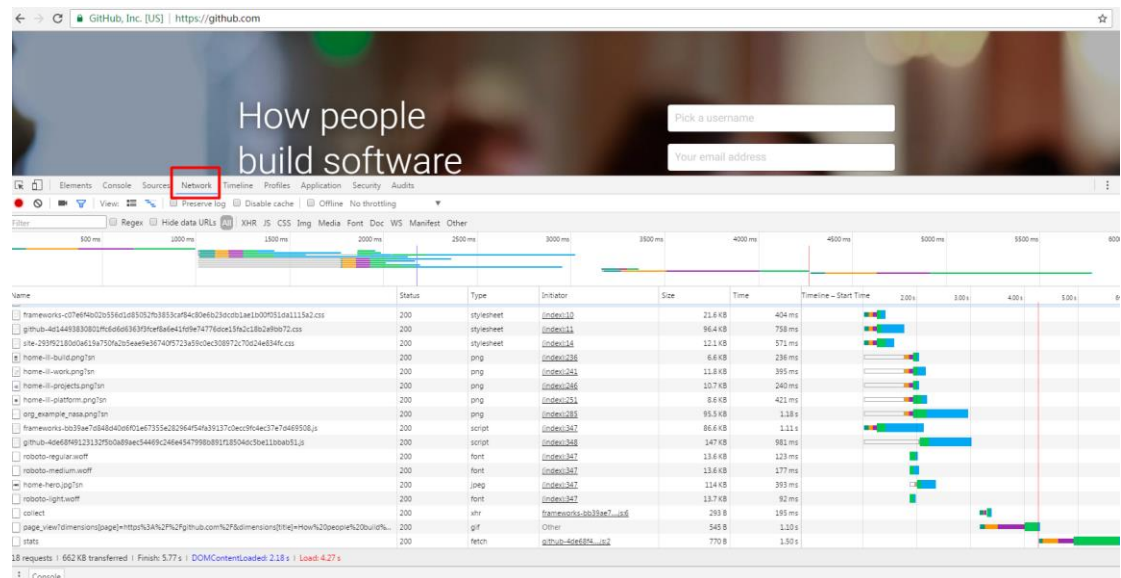 GitHub, Inc. [US] | https://github.com
How people
build software
Pick a username
Your email address
Elements Console Sources Network Timeline Profiles Application Security Audits
View: Preserve log Disable cache Offline No throttling
Filter Regex Hide data URLs All XHR JS CSS Img Media Font Doc WS Manifest Other
500 ms 1000 ms 1500 ms 2000 ms 2500 ms 3000 ms 3500 ms 4000 ms 4500 ms 5000 ms 5500 ms
Name Status Type Initiator Size Time Timeline – Start Time 2.00 s 3.00 s 4.00 s 5.00 s
200 stylesheet (index):10 21.6 KB 404 ms
200 stylesheet (index):11 96.4 KB 758 ms
200 stylesheet (index):14 12.1 KB 571 ms
home-ill-build.png?sn 200 png (index):236 6.6 KB 236 ms
home-ill-work.png?sn 200 png (index):241 11.8 KB 395 ms
home-ill-projects.png?sn 200 png (index):246 10.7 KB 240 ms
home-ill-platform.png?sn 200 png (index):251 8.6 KB 421 ms
org_example_nasa.png?sn 200 png (index):285 95.5 KB 1.18 s
200 script (index):347 86.6 KB 1.11 s
200 script (index):348 147 KB 981 ms
roboto-regular.woff 200 font (index):347 13.6 KB 123 ms
roboto-medium.woff 200 font (index):347 13.6 KB 177 ms
home-hero.jpg?sn 200 jpeg (index):347 114 KB 393 ms
roboto-light.woff 200 font (index):347 13.7 KB 92 ms
collect 200 xhr frameworks-bb39ae7...js:6 293 B 195 ms
page_view?dimensions[page]=https%3A%2F%2Fgithub.com%2F&dimensions[title]=How%20people%20build%... 200 gif Other 545 B 1.10 s
stats 200 fetch github-4de68f4...js:2 770 B 1.50 s
18 requests | 662 KB transferred | Finish: 5.77 s | DOMContentLoaded: 2.18 s | Load: 4.27 s
Console